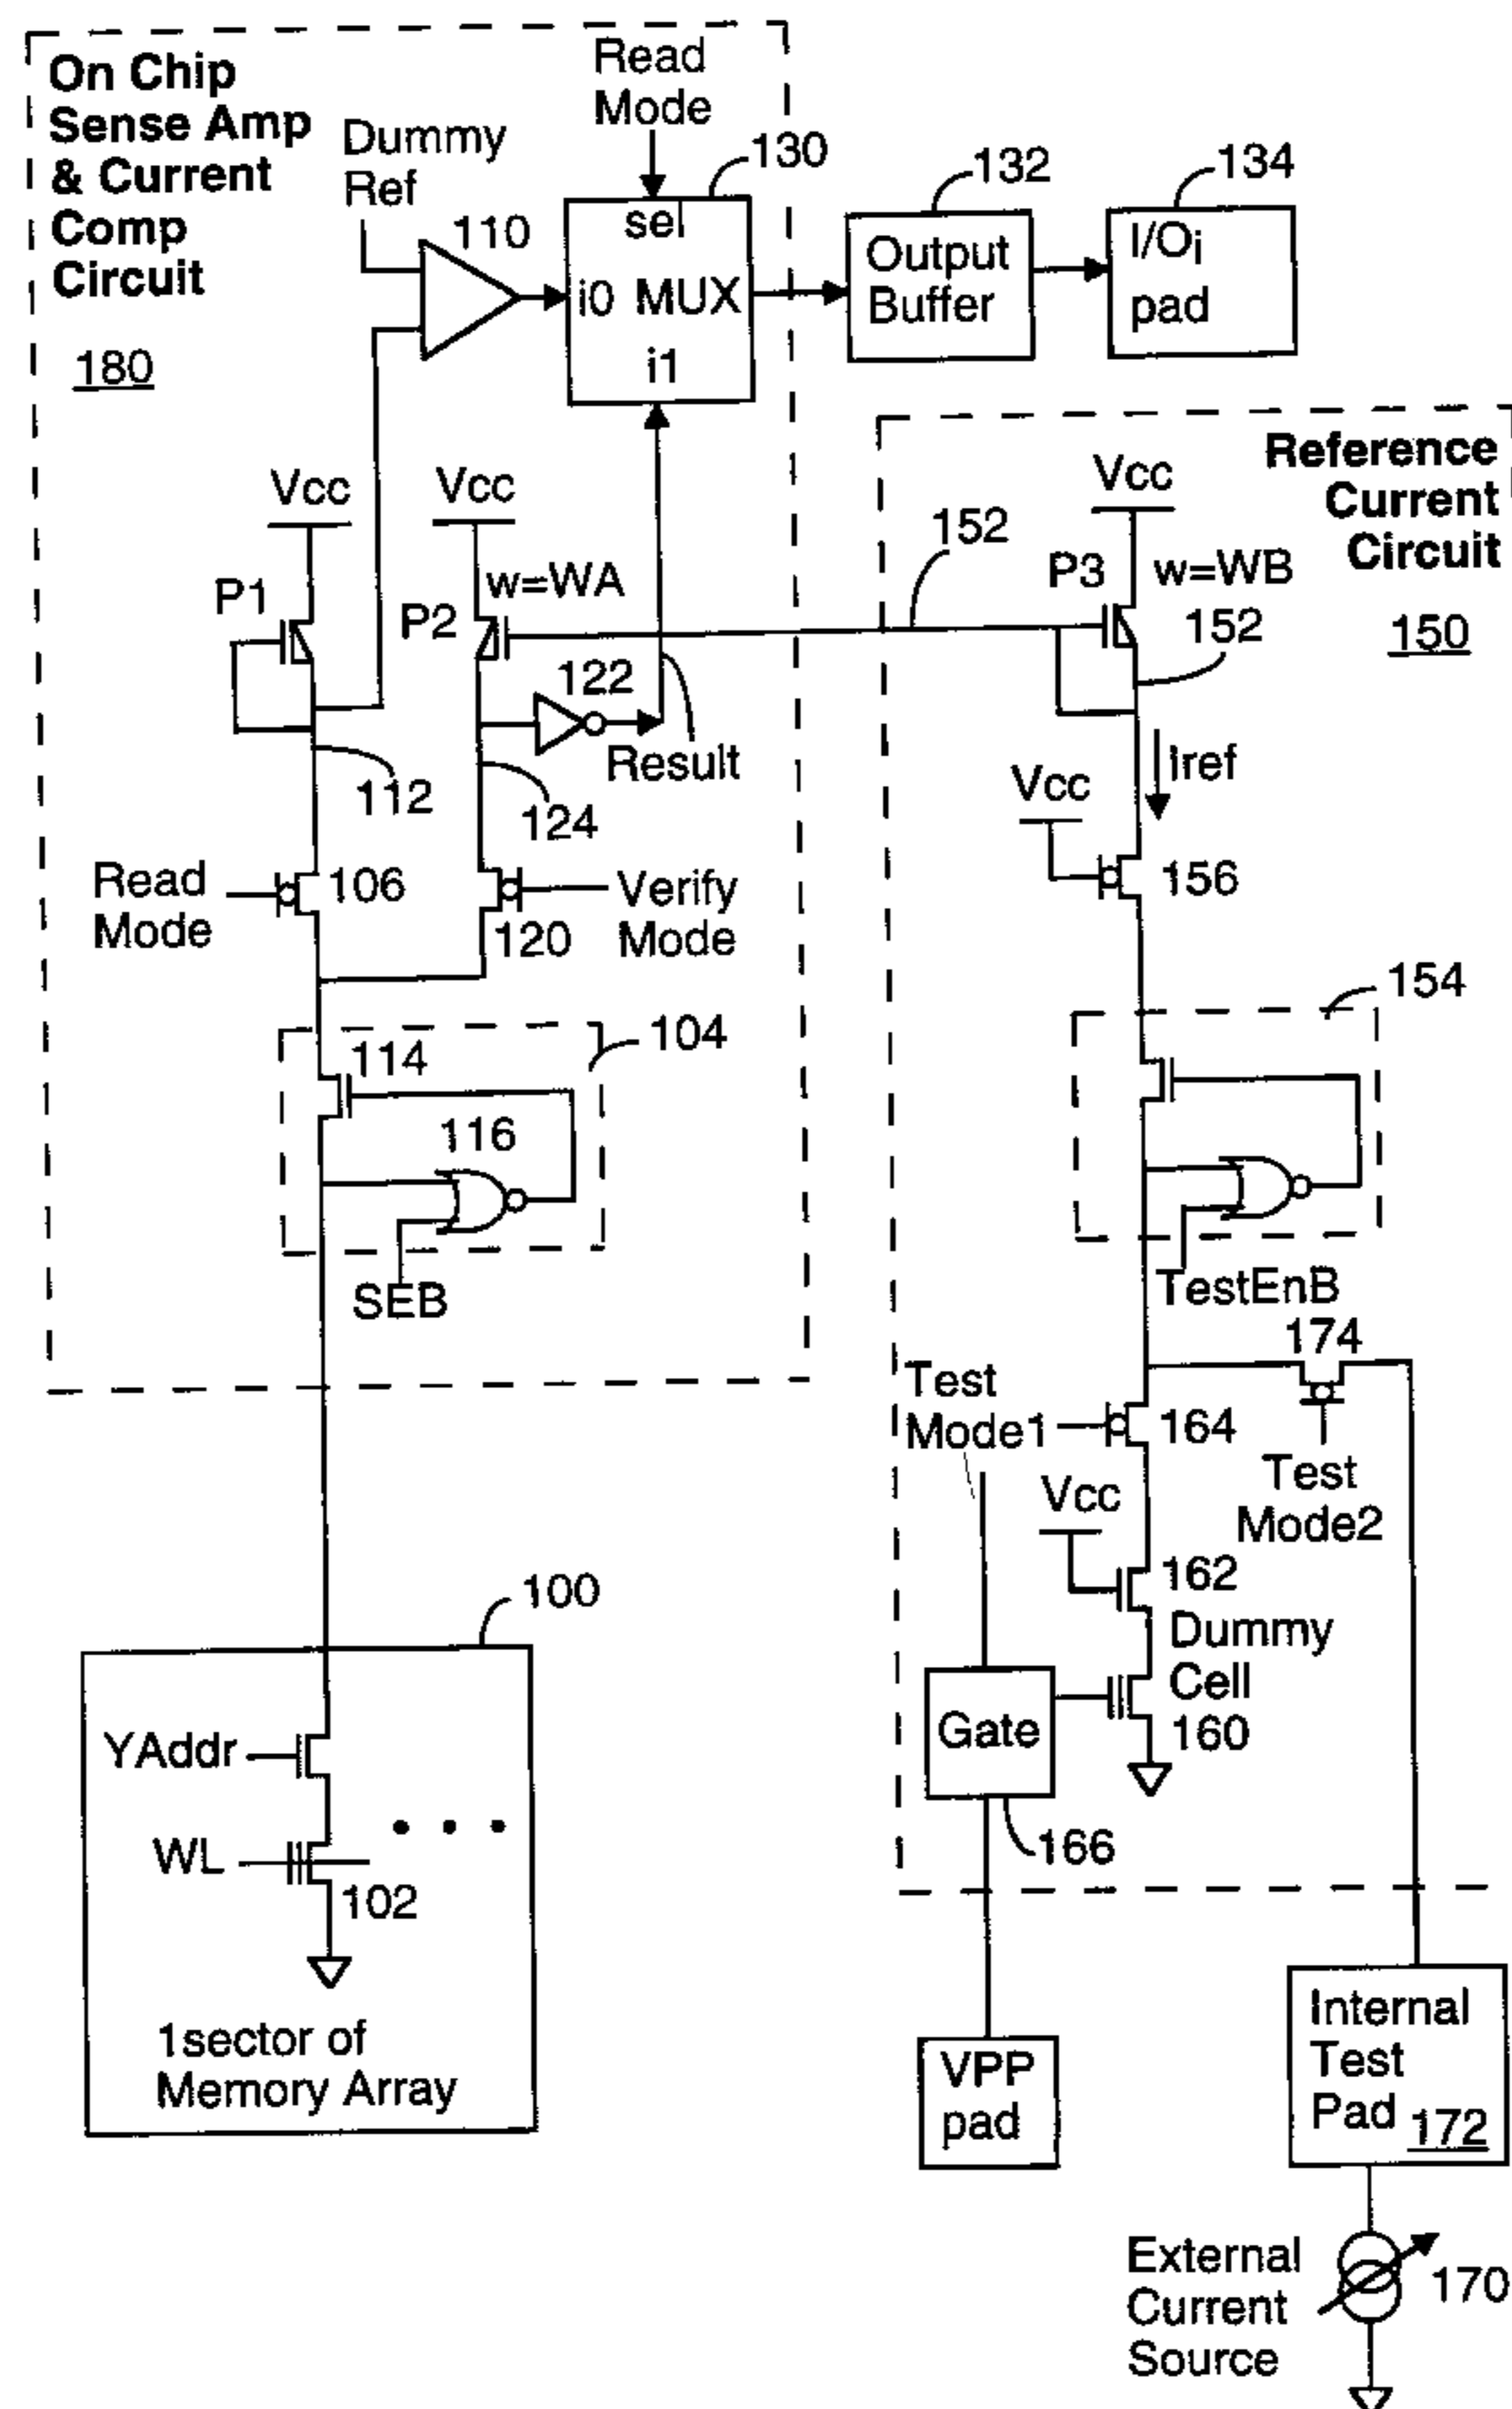 On Chip
Sense Amp
& Current
Comp
Circuit
180
Dummy
Ref
110
Read
Mode
130
sel
i0 MUX
i1
132
Output
Buffer
134
I/Oi
pad
Vcc
P1
112
Vcc
w=WA
P2
122
Result
124
Read
Mode
106
120
Verify
Mode
104
114
116
SEB
152
Reference
Current
Circuit
150
Vcc
P3
w=WB
152
Iref
Vcc
156
154
TestEnB
174
Test
Mode1
164
Test
Mode2
Vcc
162
Dummy
Cell
160
Gate
166
100
YAddr
WL
102
1sector of
Memory Array
VPP
pad
Internal
Test
Pad 172
External
Current
Source
170